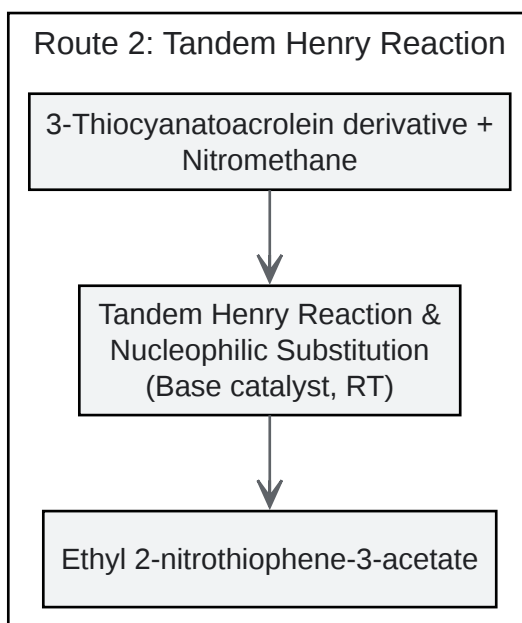 Route 2: Tandem Henry Reaction
3-Thiocyanatoacrolein derivative +
Nitromethane
Tandem Henry Reaction &
Nucleophilic Substitution
(Base catalyst, RT)
Ethyl 2-nitrothiophene-3-acetate